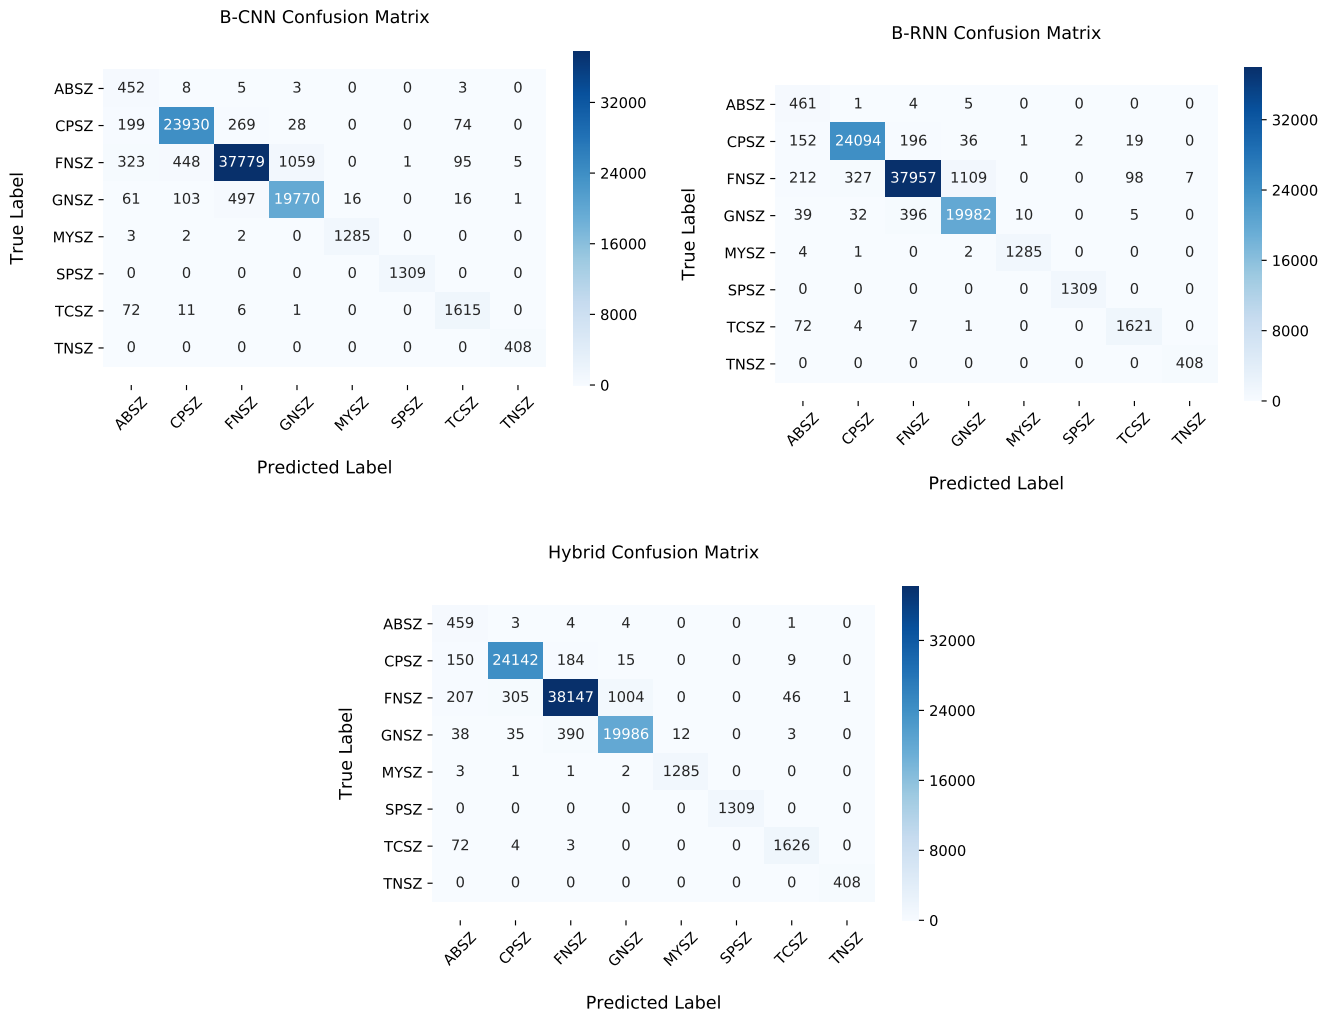 B-CNN Confusion Matrix
ABSZ 452 8 5 3 0 0 3 0
CPSZ 199 23930 269 28 0 0 74 0
FNSZ 323 448 37779 1059 0 1 95 5
GNSZ 61 103 497 19770 16 0 16 1
MYSZ 3 2 2 0 1285 0 0 0
SPSZ 0 0 0 0 0 1309 0 0
TCSZ 72 11 6 1 0 0 1615 0
TNSZ 0 0 0 0 0 0 0 408
ABSZ CPSZ FNSZ GNSZ MYSZ SPSZ TCSZ TNSZ
True Label
Predicted Label
32000
24000
16000
8000
0
B-RNN Confusion Matrix
ABSZ 461 1 4 5 0 0 0 0
CPSZ 152 24094 196 36 1 2 19 0
FNSZ 212 327 37957 1109 0 0 98 7
GNSZ 39 32 396 19982 10 0 5 0
MYSZ 4 1 0 2 1285 0 0 0
SPSZ 0 0 0 0 0 1309 0 0
TCSZ 72 4 7 1 0 0 1621 0
TNSZ 0 0 0 0 0 0 0 408
ABSZ CPSZ FNSZ GNSZ MYSZ SPSZ TCSZ TNSZ
True Label
Predicted Label
32000
24000
16000
8000
0
Hybrid Confusion Matrix
ABSZ 459 3 4 4 0 0 1 0
CPSZ 150 24142 184 15 0 0 9 0
FNSZ 207 305 38147 1004 0 0 46 1
GNSZ 38 35 390 19986 12 0 3 0
MYSZ 3 1 1 2 1285 0 0 0
SPSZ 0 0 0 0 0 1309 0 0
TCSZ 72 4 3 0 0 0 1626 0
TNSZ 0 0 0 0 0 0 0 408
ABSZ CPSZ FNSZ GNSZ MYSZ SPSZ TCSZ TNSZ
True Label
Predicted Label
32000
24000
16000
8000
0